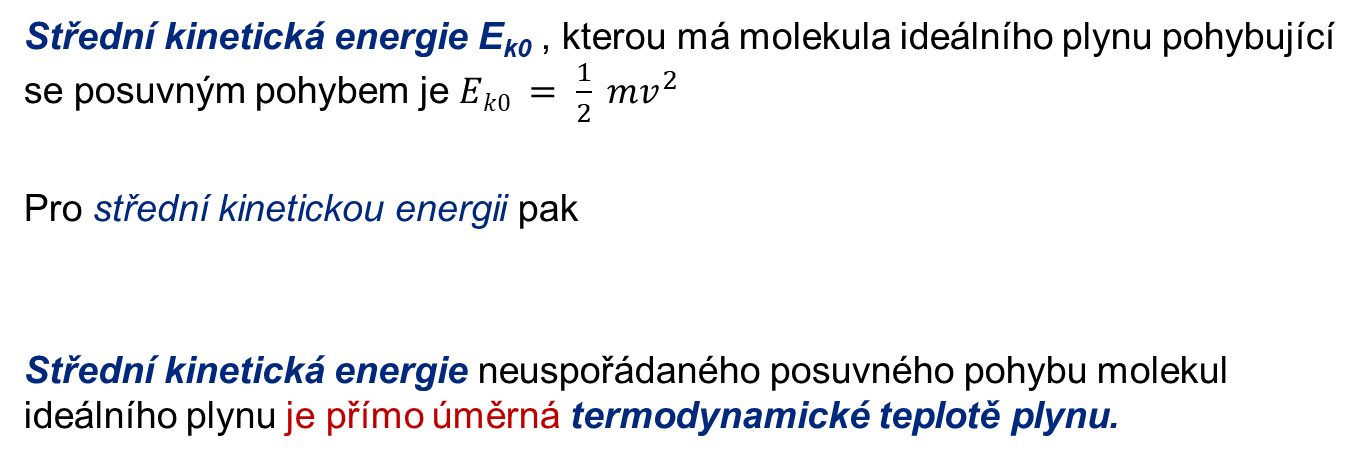 Střední kinetická energie Eₖ₀ , kterou má molekula ideálního plynu pohybující
se posuvným pohybem je 𝐸ₖ₀ = 1/2 𝑚𝑣²
Pro střední kinetickou energii pak
Střední kinetická energie neuspořádaného posuvného pohybu molekul
ideálního plynu je přímo úměrná termodynamické teplotě plynu.